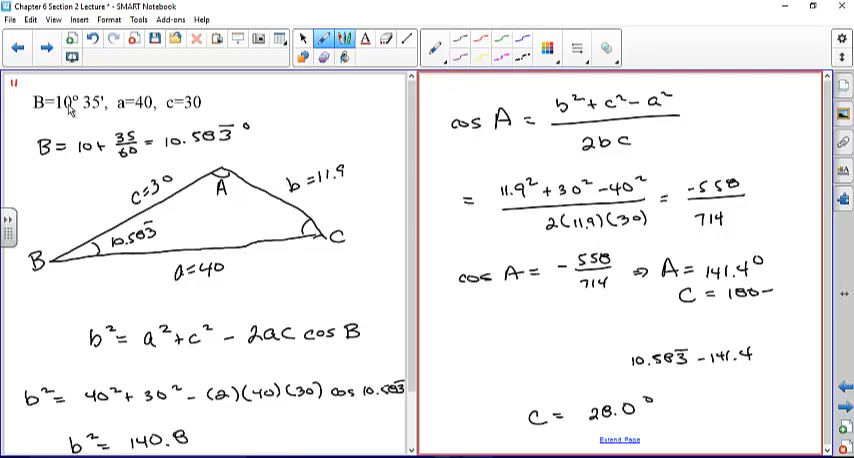 Chapter 6 Section 2 Lecture * - SMART Notebook
File Edit View Insert Format Tools Add-ons Help
11
B=10° 35', a=40, c=30
B = 10 + 35/60 = 10.583̅ °
c=30
A
b=11.9
B
10.583̅
C
a=40
b² = a² + c² - 2ac cos B
b² = 40² + 30² - (2)(40)(30) cos 10.583̅
b² = 140.8
cos A = b² + c² - a² / 2bc
= 11.9² + 30² - 40² / 2(11.9)(30) = -558 / 714
cos A = - 558/714 ⇒ A = 141.4°
C = 180 -
10.583̅ - 141.4
C = 28.0°
Extend Page